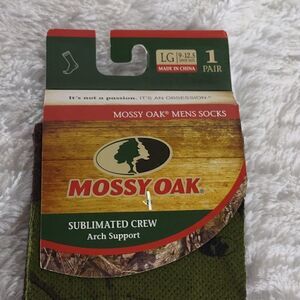 LG
9-12.5
MADE IN CHINA
1
PAIR
It's not a passion. IT'S AN OBSESSION.®
MOSSY OAK® MENS SOCKS
MOSSY OAK®
SUBLIMATED CREW
Arch Support